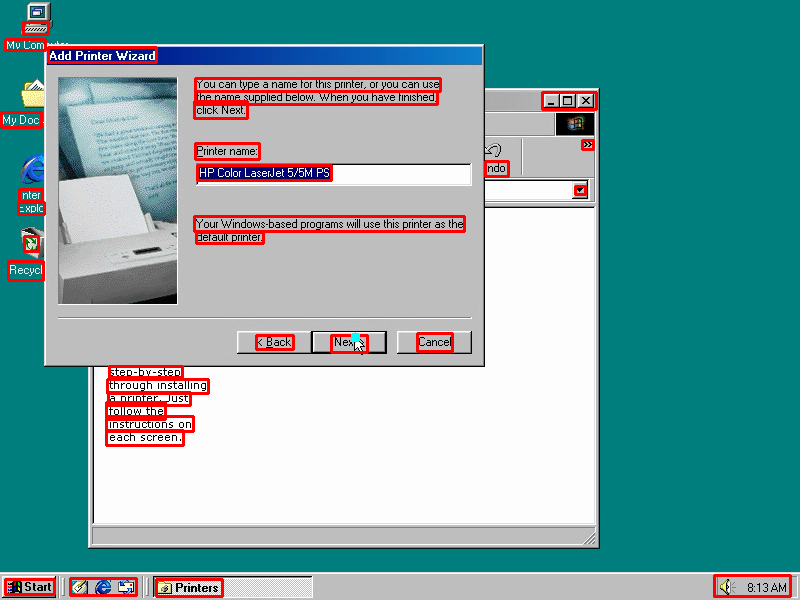 My Computer
Add Printer Wizard
You can type a name for this printer, or you can use
the name supplied below. When you have finished,
click Next.
My Doc
Printer name:
HP Color LaserJet 5/5M PS
ndo
nter
Explo
Your Windows-based programs will use this printer as the
default printer.
Recycl
< Back
Next
Cancel
step-by-step
through installing
a printer. Just
follow the
instructions on
each screen.
Start
Printers
8:13 AM